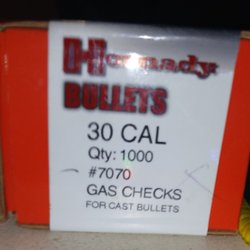 Hornady
BULLETS
30 CAL
Qty: 1000
#7070
GAS CHECKS
FOR CAST BULLETS